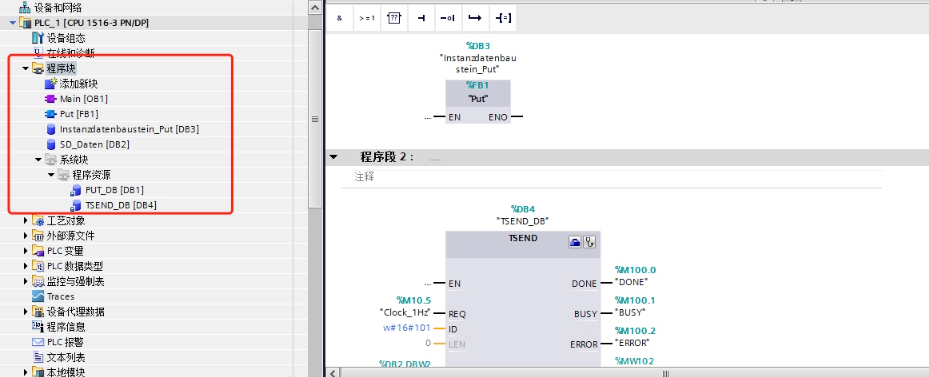 设备和网络
PLC_1 [CPU 1516-3 PN/DP]
设备组态
在线和诊断
程序块
添加新块
Main [OB1]
Put [FB1]
Instanzdatenbaustein_Put [DB3]
SD_Daten [DB2]
系统块
程序资源
PUT_DB [DB1]
TSEND_DB [DB4]
工艺对象
外部源文件
PLC 变量
PLC 数据类型
监控与强制表
Traces
设备代理数据
程序信息
PLC 报警
文本列表
本地模块
& >=1 ??
%DB3
"Instanzdatenbau
stein_Put"
%FB1
"Put"
... EN ENO
程序段 2: ......
注释
%DB4
"TSEND_DB"
TSEND
... EN
%M10.5
"Clock_1Hz" REQ
w#16#101 ID
0 LEN
%DB2.DBW2
%M100.0
DONE "DONE"
%M100.1
BUSY "BUSY"
%M100.2
ERROR "ERROR"
%MW102